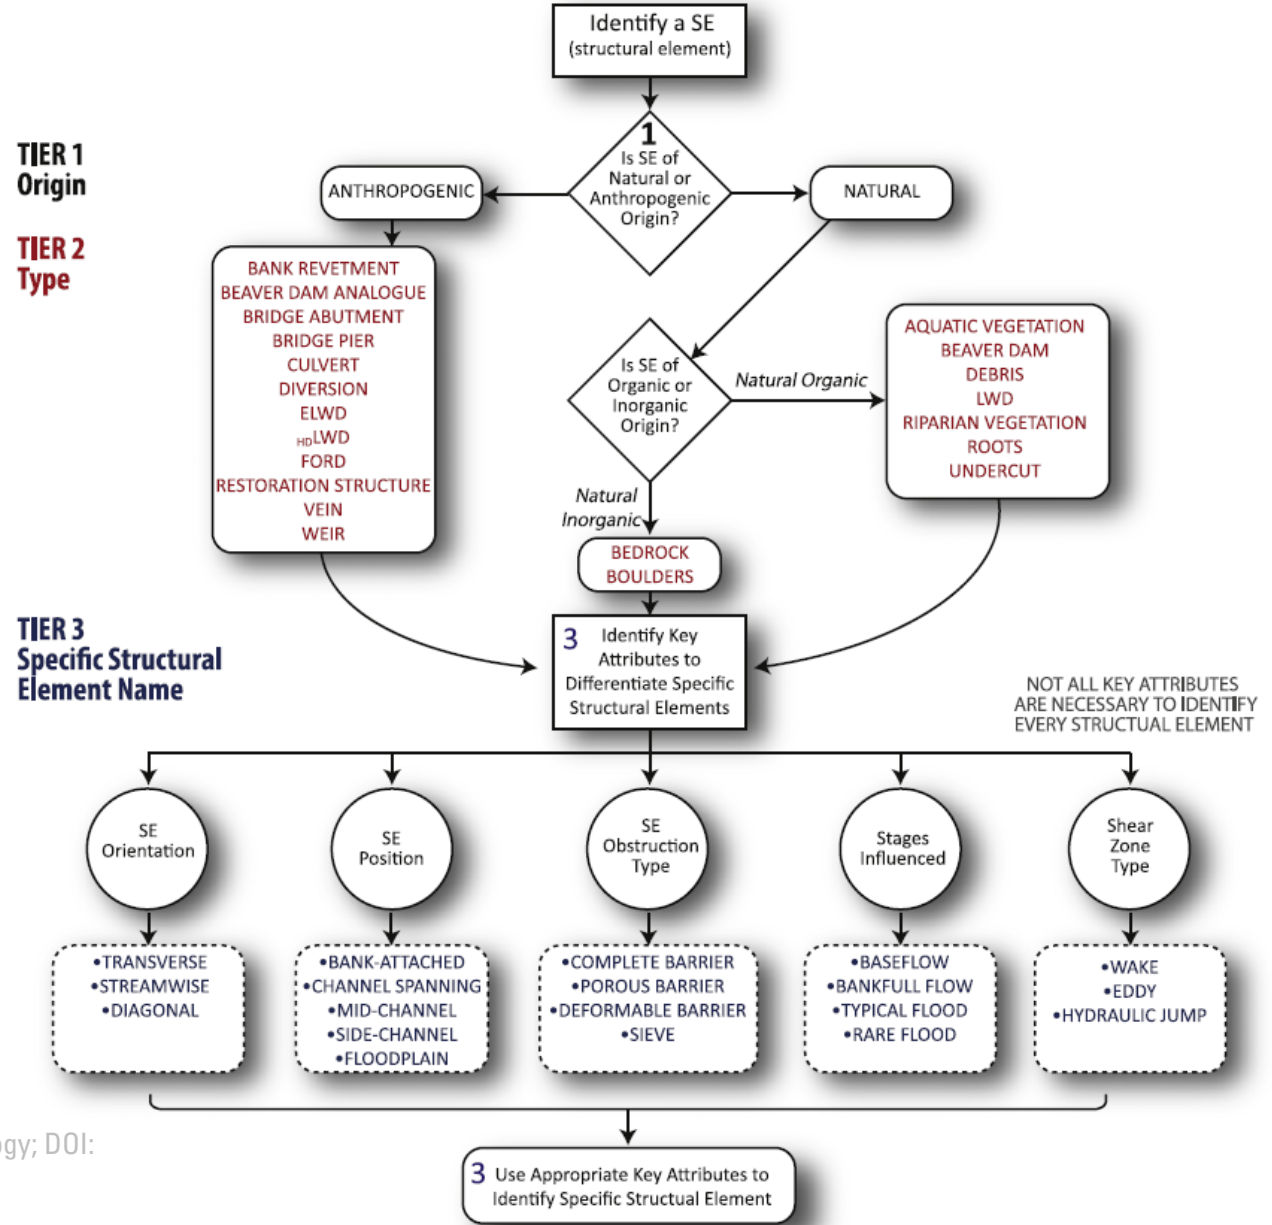 Identify a SE
(structural element)
TIER 1
Origin
1
Is SE of
Natural or
Anthropogenic
Origin?
ANTHROPOGENIC
NATURAL
TIER 2
Type
BANK REVETMENT
BEAVER DAM ANALOGUE
BRIDGE ABUTMENT
BRIDGE PIER
CULVERT
DIVERSION
ELWD
HDLWD
FORD
RESTORATION STRUCTURE
VEIN
WEIR
Is SE of
Organic or
Inorganic
Origin?
Natural Organic
AQUATIC VEGETATION
BEAVER DAM
DEBRIS
LWD
RIPARIAN VEGETATION
ROOTS
UNDERCUT
Natural
Inorganic
BEDROCK
BOULDERS
TIER 3
Specific Structural
Element Name
3 Identify Key
Attributes to
Differentiate Specific
Structural Elements
NOT ALL KEY ATTRIBUTES
ARE NECESSARY TO IDENTIFY
EVERY STRUCTUAL ELEMENT
SE
Orientation
•TRANSVERSE
•STREAMWISE
•DIAGONAL
SE
Position
•BANK-ATTACHED
•CHANNEL SPANNING
•MID-CHANNEL
•SIDE-CHANNEL
•FLOODPLAIN
SE
Obstruction
Type
•COMPLETE BARRIER
•POROUS BARRIER
•DEFORMABLE BARRIER
•SIEVE
Stages
Influenced
•BASEFLOW
•BANKFULL FLOW
•TYPICAL FLOOD
•RARE FLOOD
Shear
Zone
Type
•WAKE
•EDDY
•HYDRAULIC JUMP
ogy; DOI:
3 Use Appropriate Key Attributes to
Identify Specific Structual Element